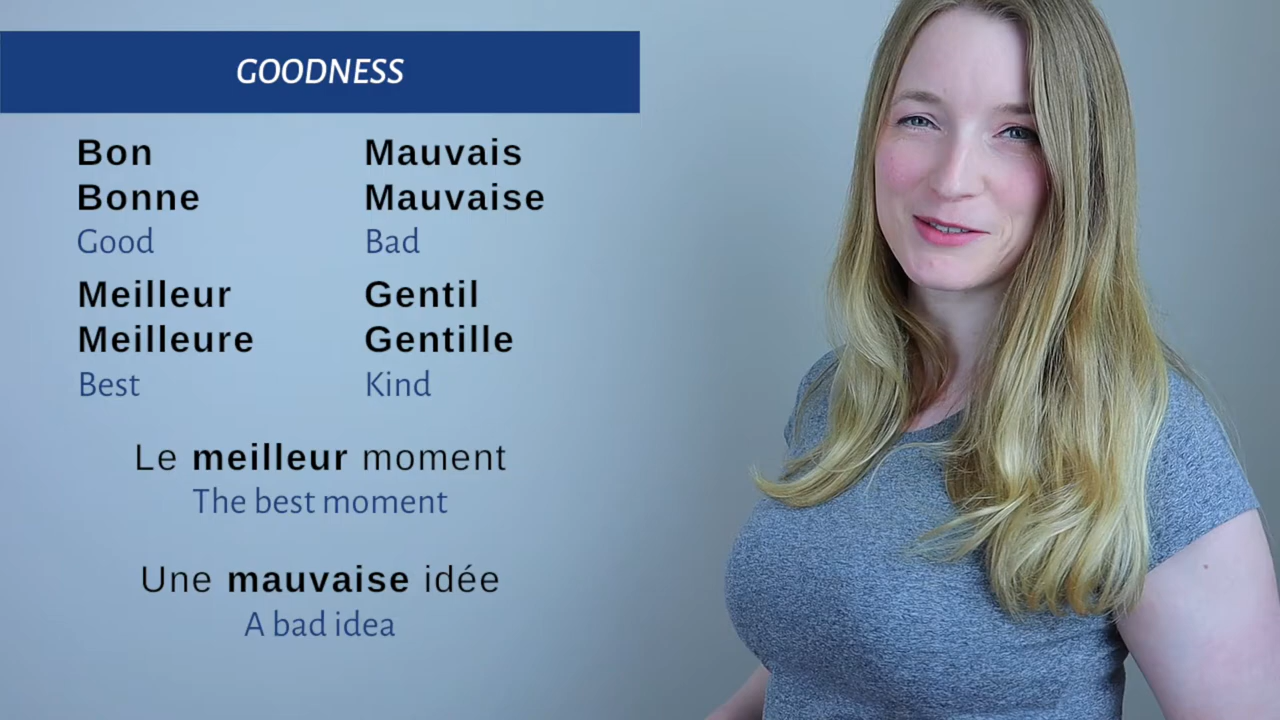 GOODNESS
Bon
Bonne
Good
Mauvais
Mauvaise
Bad
Meilleur
Meilleure
Best
Gentil
Gentille
Kind
Le meilleur moment
The best moment
Une mauvaise idée
A bad idea